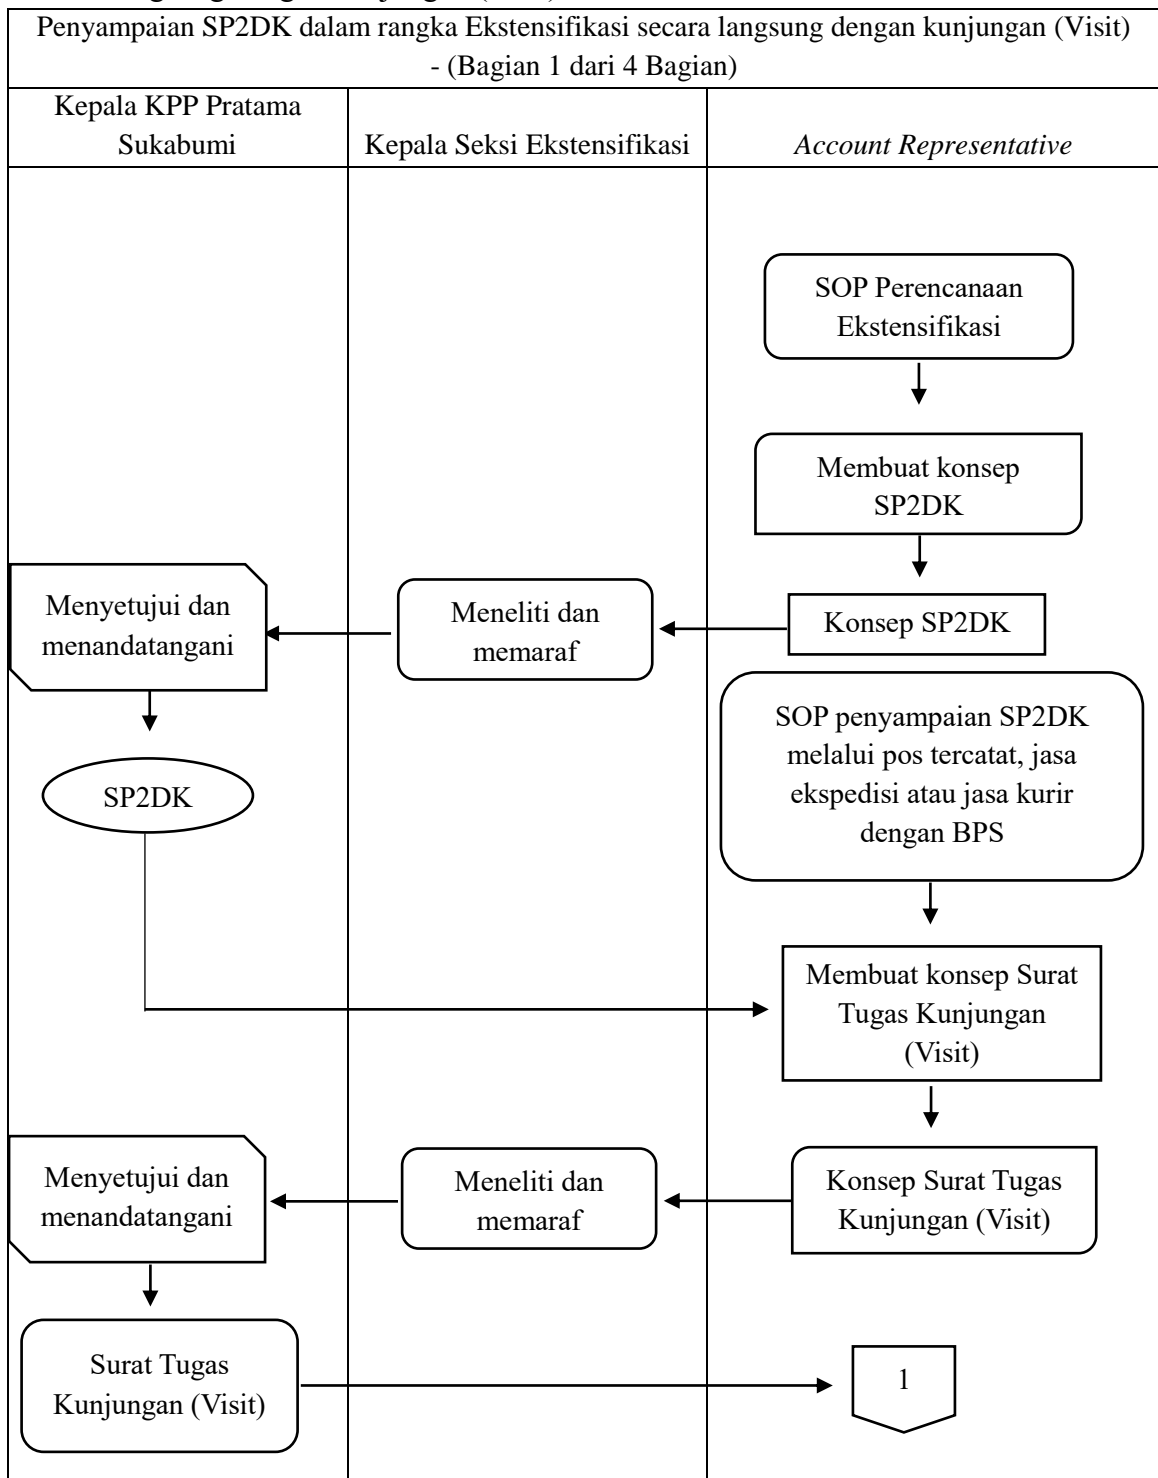 Penyampaian SP2DK dalam rangka Ekstensifikasi secara langsung dengan kunjungan (Visit)
- (Bagian 1 dari 4 Bagian)
Kepala KPP Pratama
Sukabumi
Kepala Seksi Ekstensifikasi
Account Representative
SOP Perencanaan
Ekstensifikasi
Membuat konsep
SP2DK
Konsep SP2DK
Meneliti dan
memaraf
Menyetujui dan
menandatangani
SP2DK
SOP penyampaian SP2DK
melalui pos tercatat, jasa
ekspedisi atau jasa kurir
dengan BPS
Membuat konsep Surat
Tugas Kunjungan
(Visit)
Konsep Surat Tugas
Kunjungan (Visit)
Meneliti dan
memaraf
Menyetujui dan
menandatangani
Surat Tugas
Kunjungan (Visit)
1